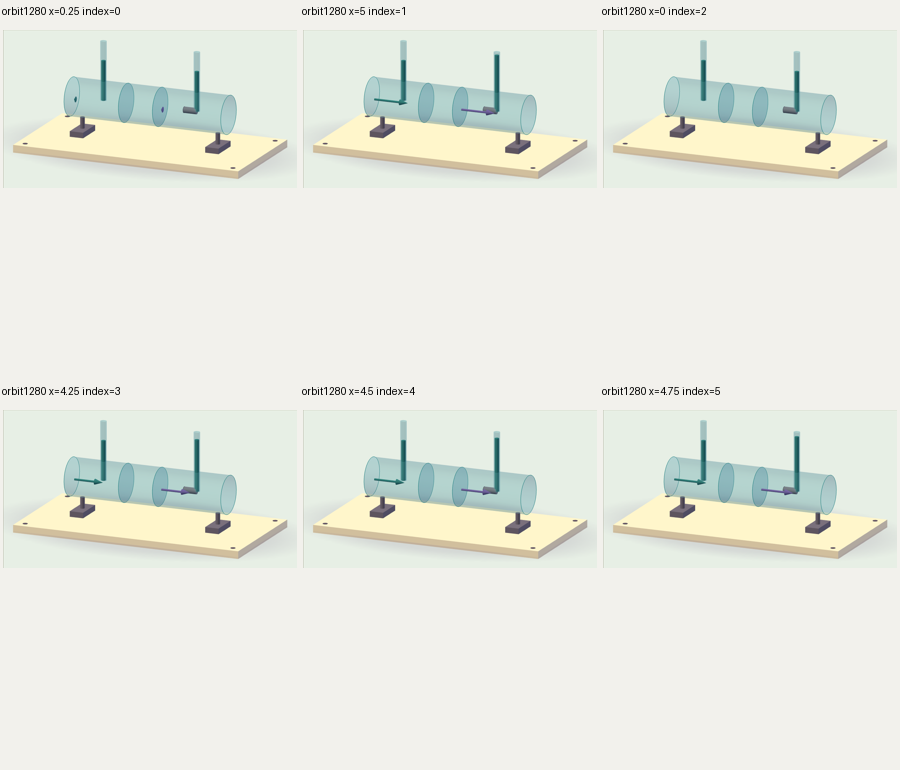 orbit1280 x=0.25 index=0
orbit1280 x=5 index=1
orbit1280 x=0 index=2
orbit1280 x=4.25 index=3
orbit1280 x=4.5 index=4
orbit1280 x=4.75 index=5